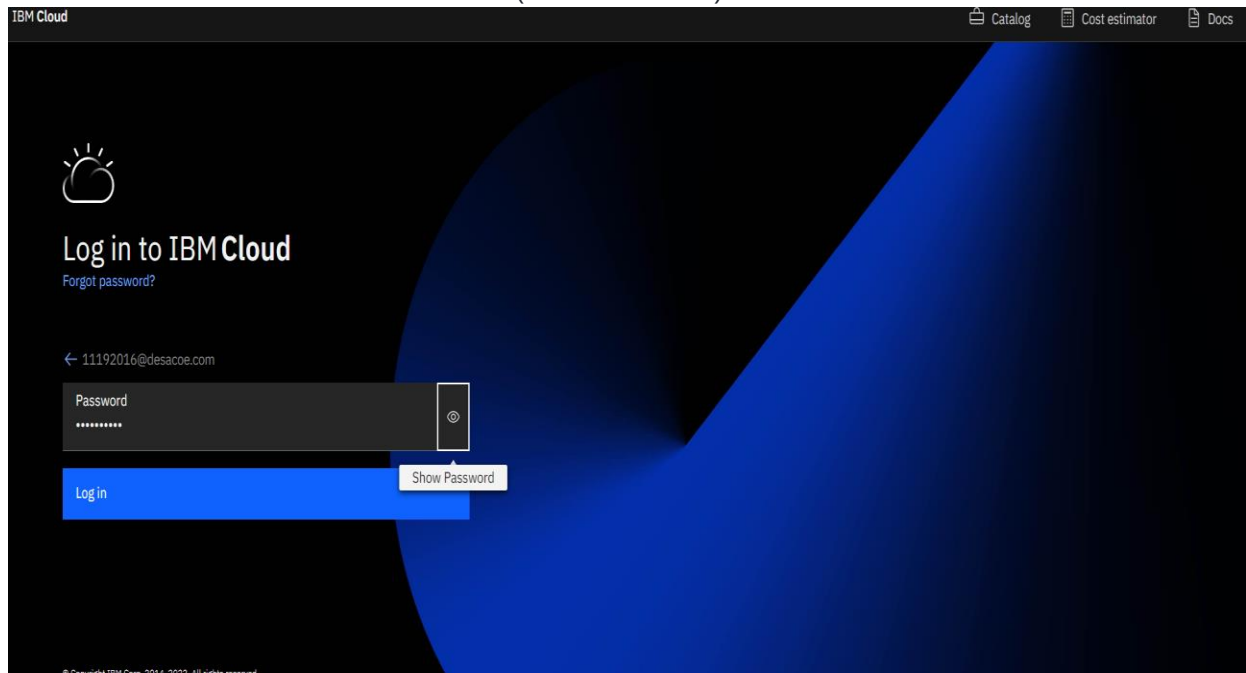 IBM Cloud
Catalog
Cost estimator
Docs
Log in to IBM Cloud
Forgot password?
← 11192016@desacoe.com
Password
••••••••••
Show Password
Log in